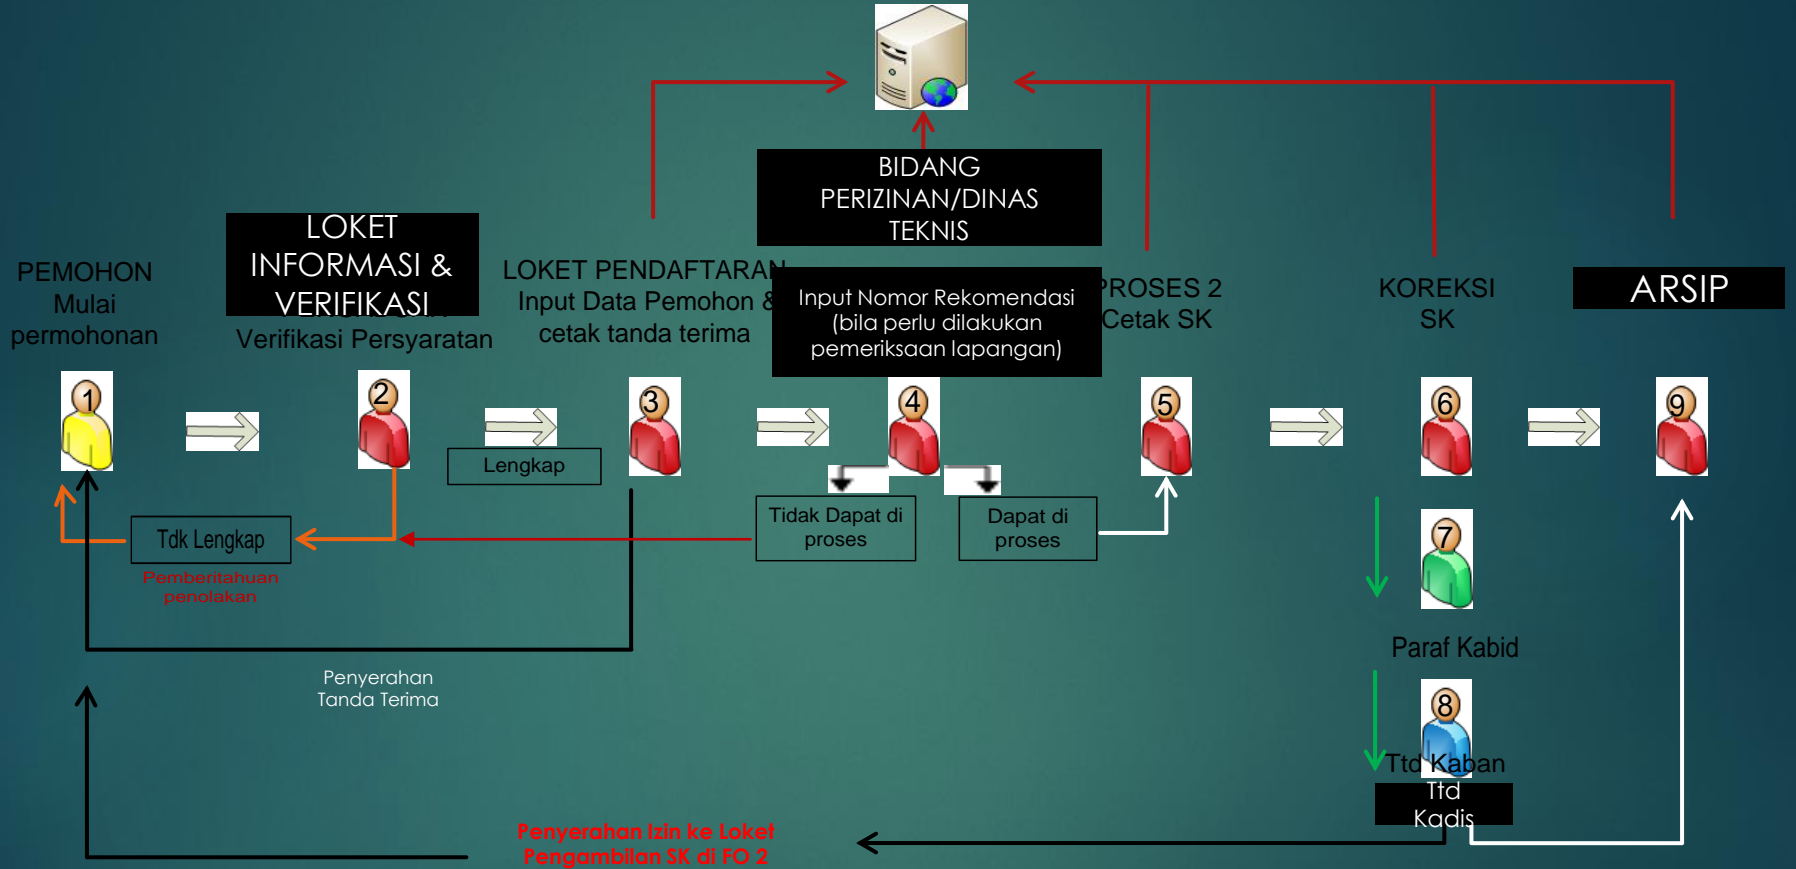 BIDANG
PERIZINAN/DINAS
TEKNIS
LOKET
INFORMASI &
VERIFIKASI
Verifikasi Persyaratan
PEMOHON
Mulai
permohonan
LOKET PENDAFTARAN
Input Data Pemohon &
cetak tanda terima
Input Nomor Rekomendasi
(bila perlu dilakukan
pemeriksaan lapangan)
PROSES 2
Cetak SK
KOREKSI
SK
ARSIP
1
2
3
4
5
6
9
Lengkap
Tdk Lengkap
Pemberitahuan
penolakan
Tidak Dapat di
proses
Dapat di
proses
7
Paraf Kabid
Penyerahan
Tanda Terima
8
Ttd Kaban
Ttd
Kadis
Penyerahan Izin ke Loket
Pengambilan SK di FO 2